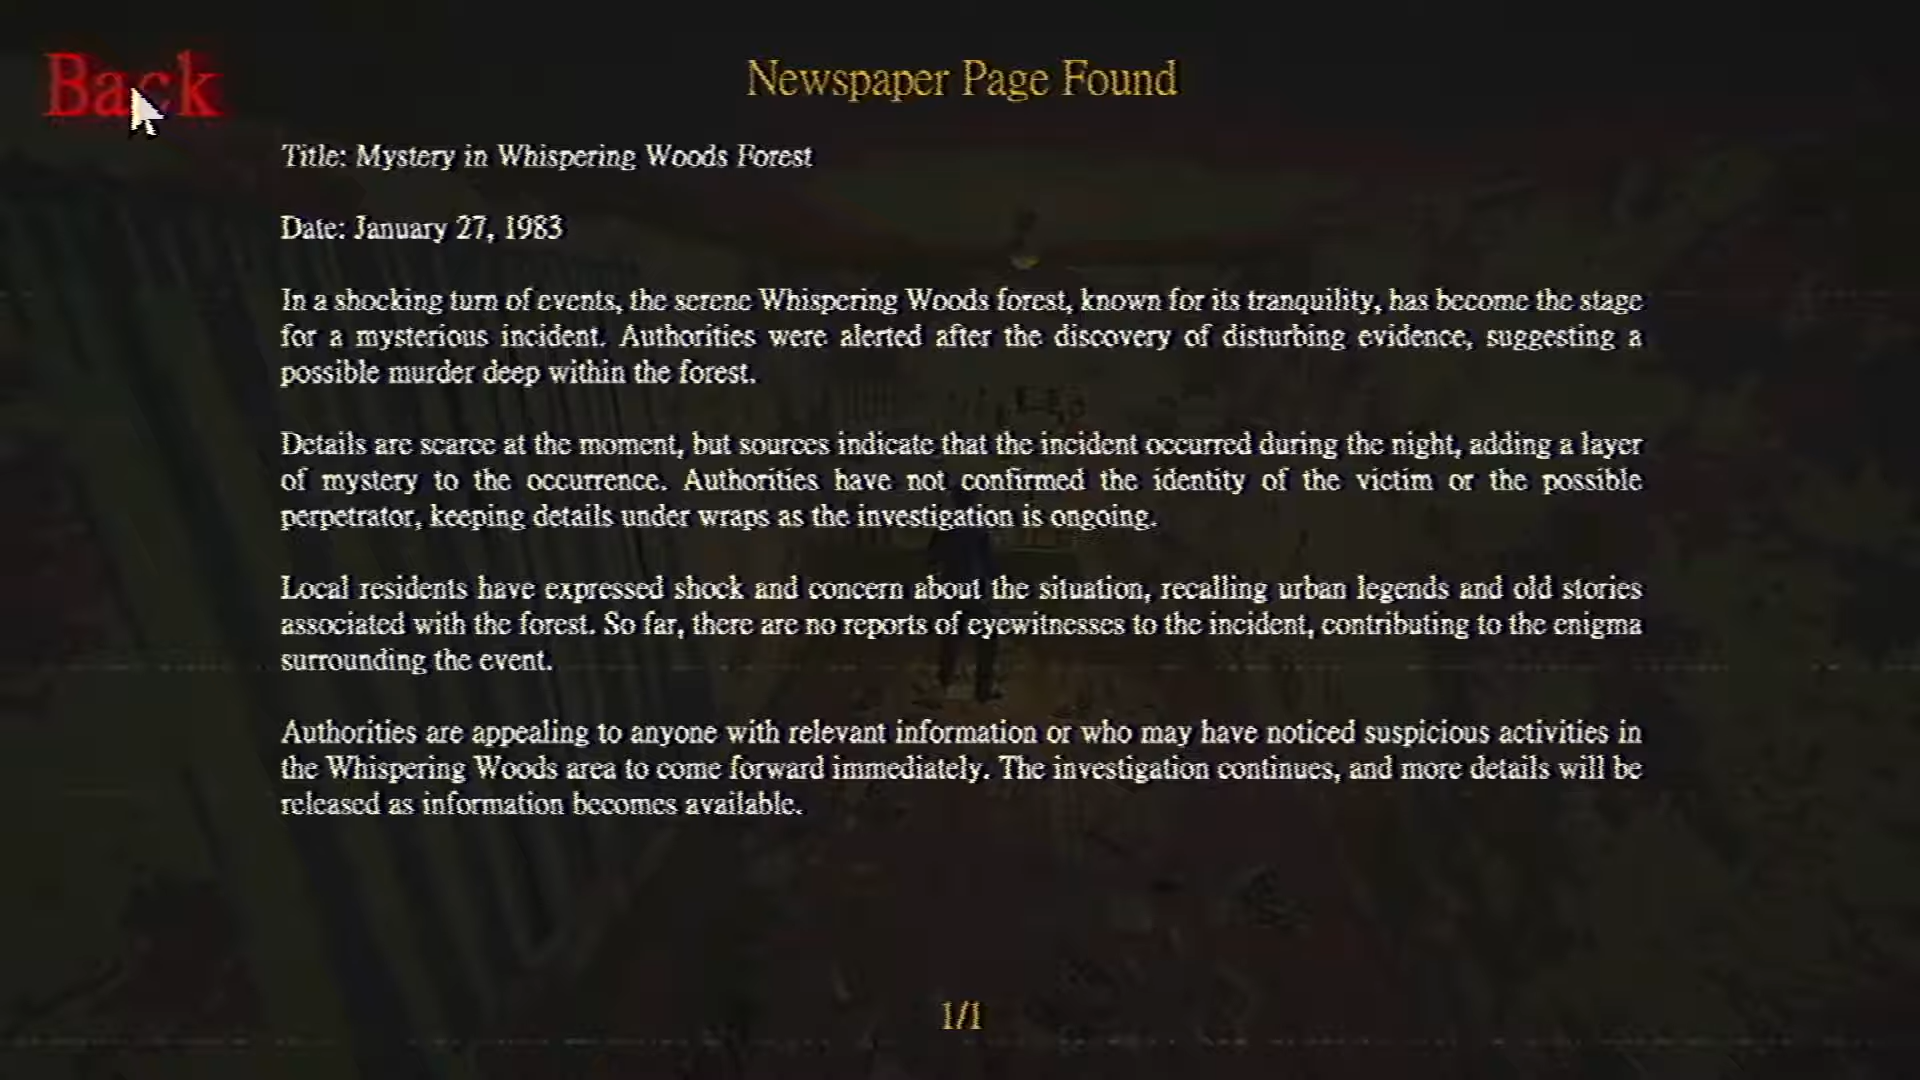 Back
Newspaper Page Found
Title: Mystery in Whispering Woods Forest
Date: January 27, 1983
In a shocking turn of events, the serene Whispering Woods forest, known for its tranquility, has become the stage
for a mysterious incident. Authorities were alerted after the discovery of disturbing evidence, suggesting a
possible murder deep within the forest.
Details are scarce at the moment, but sources indicate that the incident occurred during the night, adding a layer
of mystery to the occurrence. Authorities have not confirmed the identity of the victim or the possible
perpetrator, keeping details under wraps as the investigation is ongoing.
Local residents have expressed shock and concern about the situation, recalling urban legends and old stories
associated with the forest. So far, there are no reports of eyewitnesses to the incident, contributing to the enigma
surrounding the event.
Authorities are appealing to anyone with relevant information or who may have noticed suspicious activities in
the Whispering Woods area to come forward immediately. The investigation continues, and more details will be
released as information becomes available.
1/1